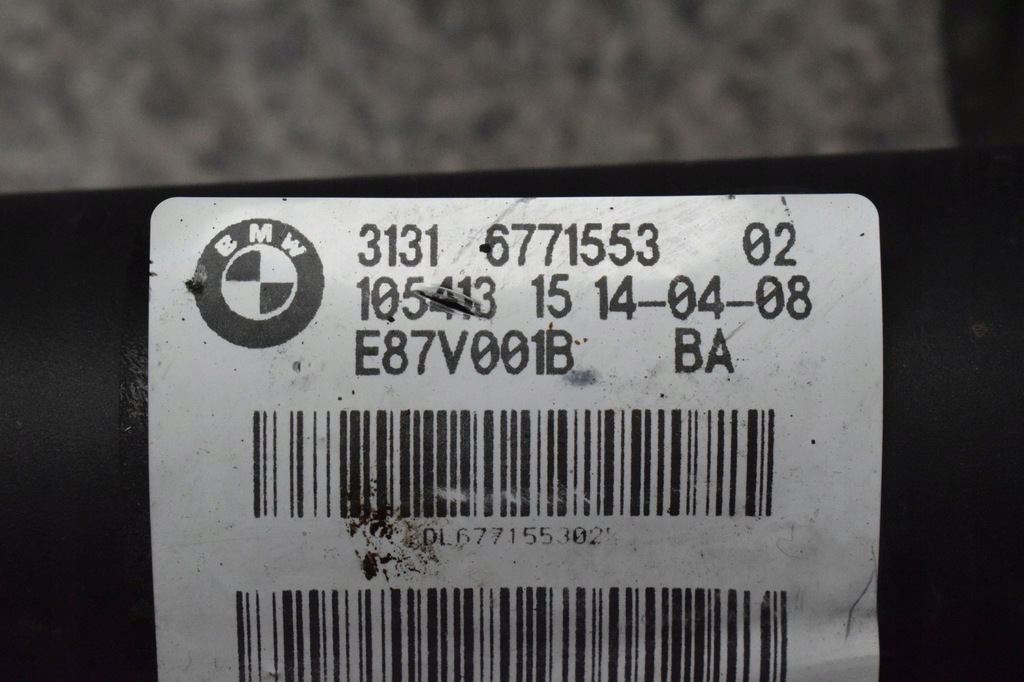 BMW
3131 6771553 02
105413 15 14-04-08
E87V001B BA
DL677155302